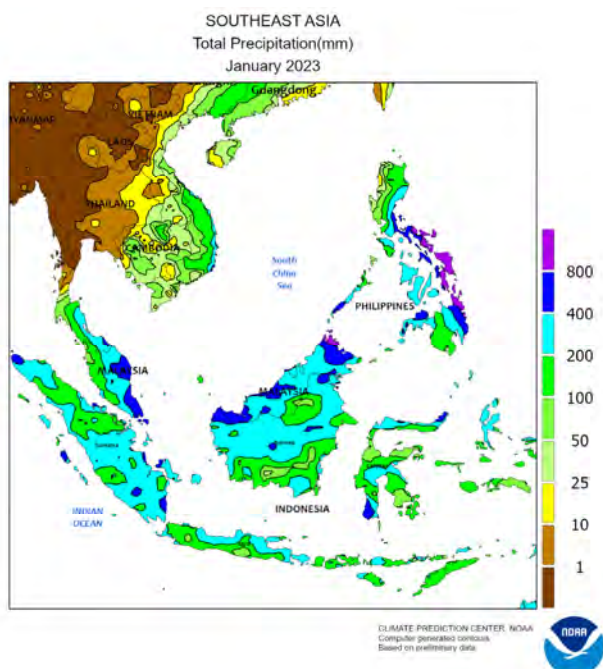 SOUTHEAST ASIA
Total Precipitation(mm)
January 2023
Guangdong
VIETNAM
LAOS
THAILAND
CAMBODIA
South
China
Sea
PHILIPPINES
MALAYSIA
MALAYSIA
INDIAN
OCEAN
INDONESIA
800
400
200
100
50
25
10
1
CLIMATE PREDICTION CENTER, NOAA
Computer generated contours
Based on preliminary data
NOAA